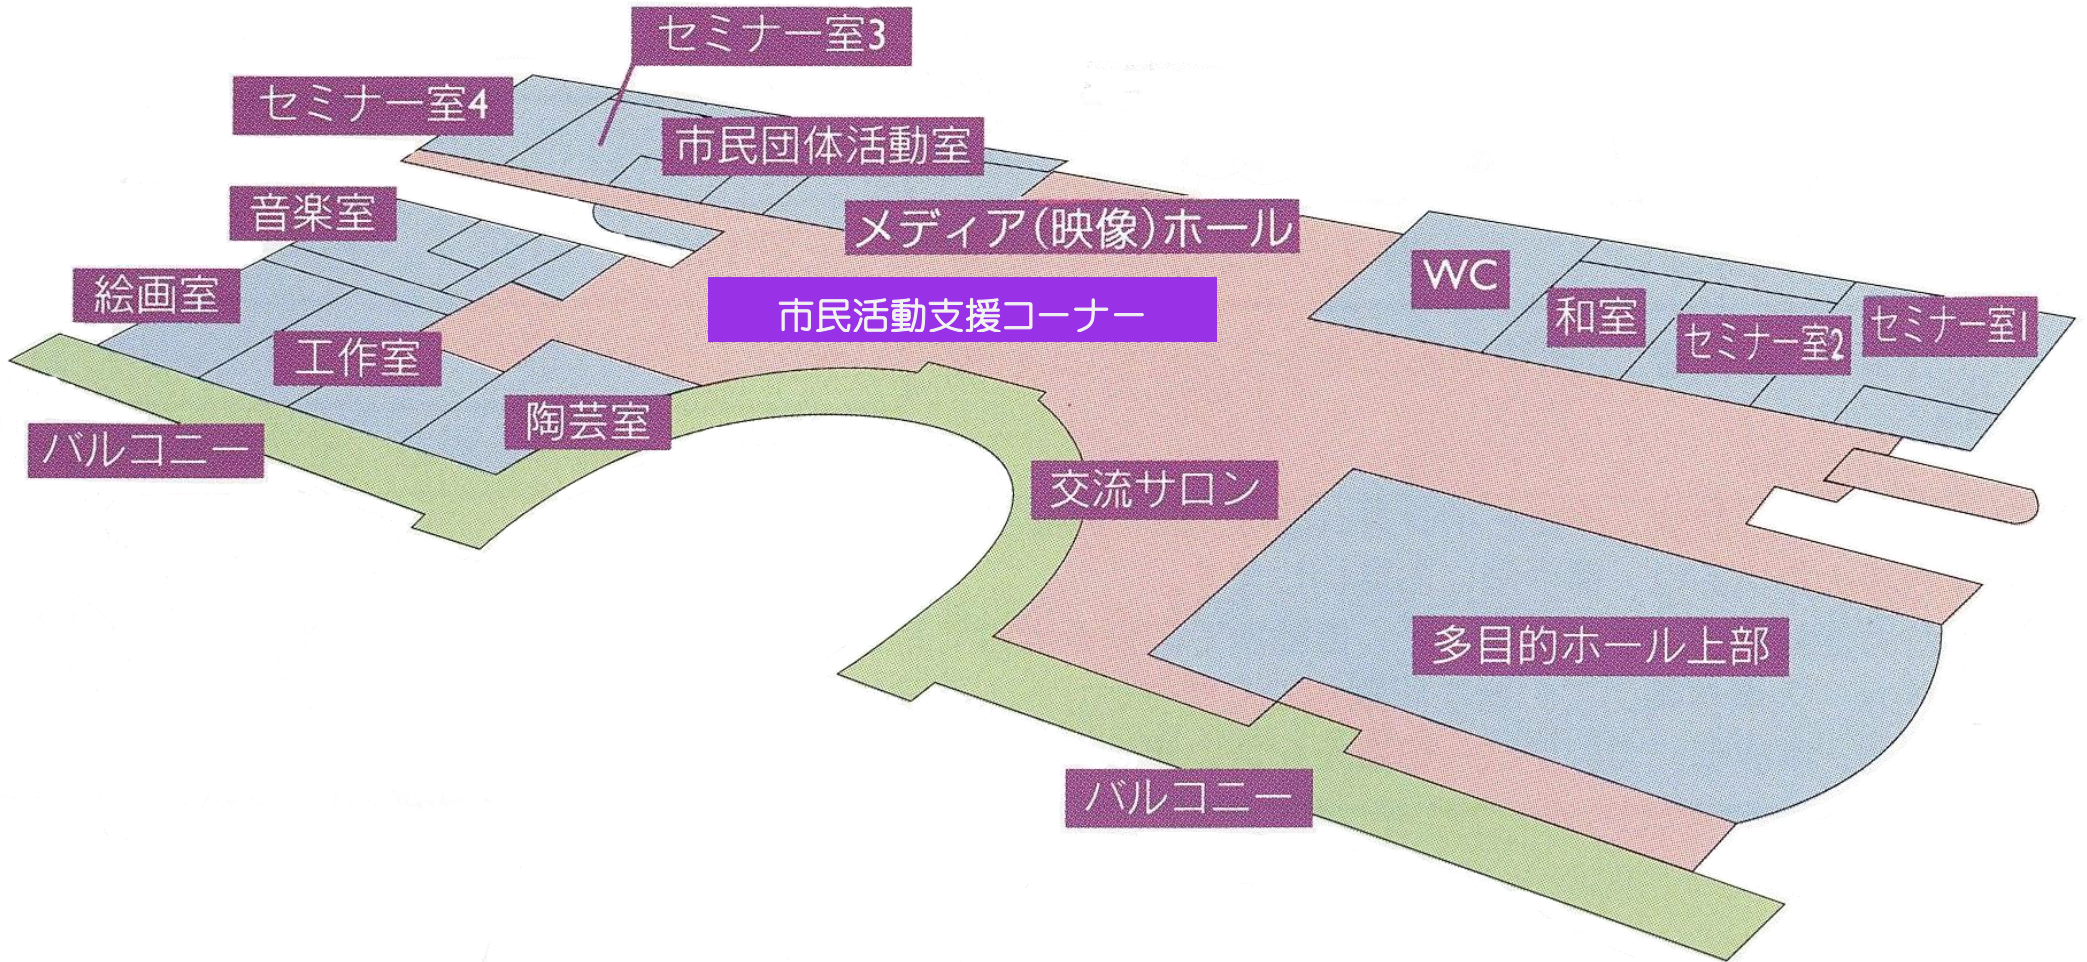 セミナー室3
セミナー室4
市民団体活動室
音楽室
メディア(映像)ホール
WC
絵画室
市民活動支援コーナー
和室
セミナー室2
セミナー室1
工作室
陶芸室
バルコニー
交流サロン
多目的ホール上部
バルコニー